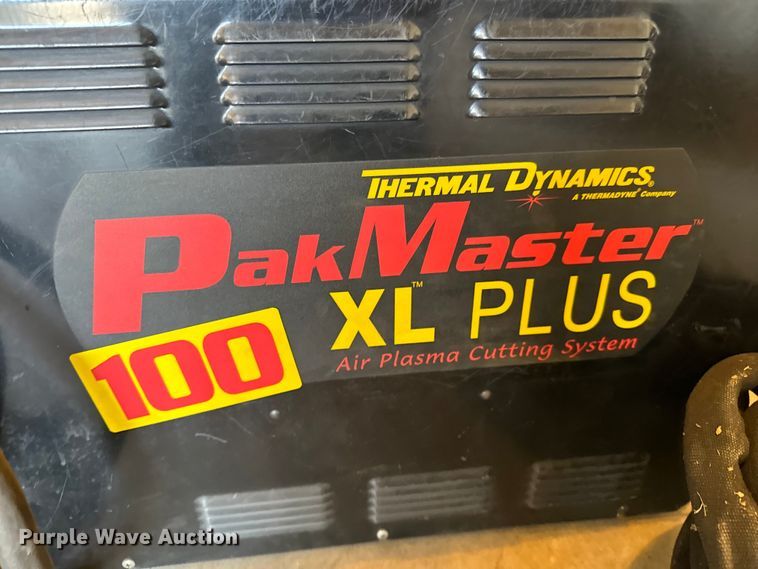 THERMAL DYNAMICS®
A THERMADYNE® Company
PakMaster™
100
XL™ PLUS
Air Plasma Cutting System
Purple Wave Auction